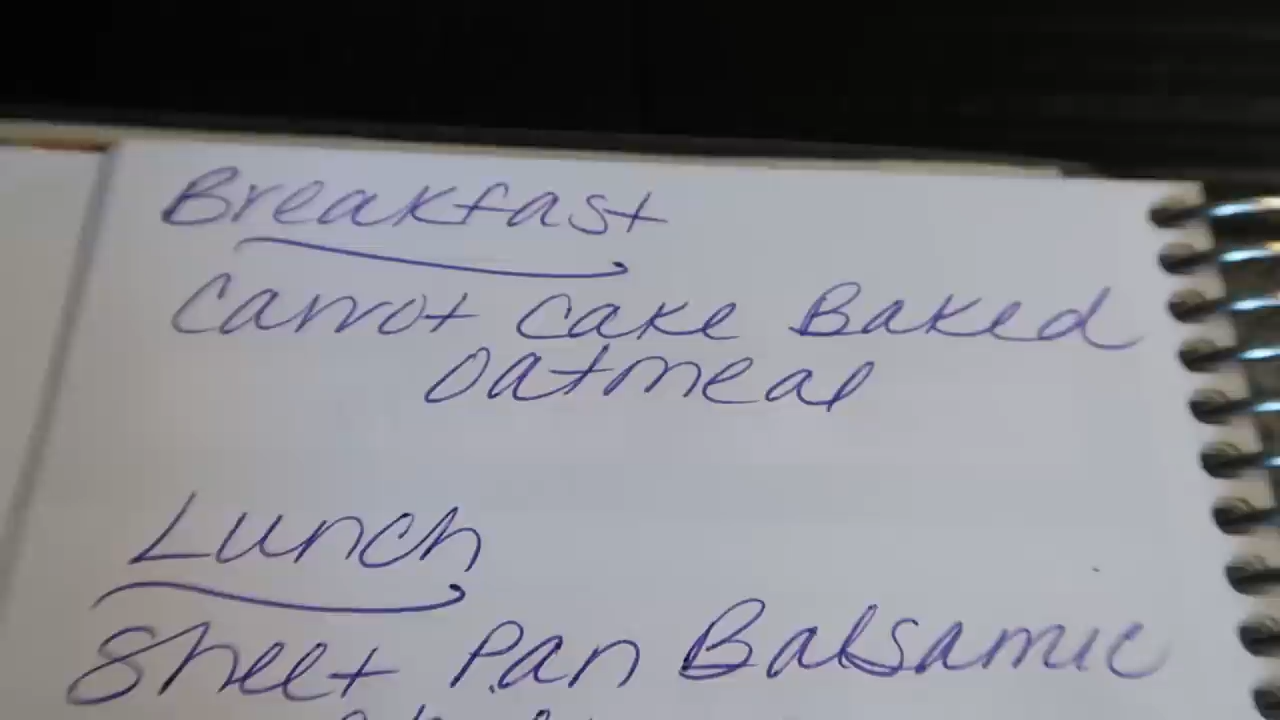 Breakfast
Carrot Cake Baked
Oatmeal
Lunch
Sheet Pan Balsamic